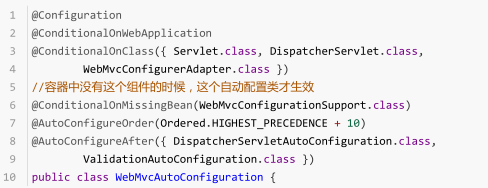 1 @Configuration
2 @ConditionalOnWebApplication
3 @ConditionalOnClass({ Servlet.class, DispatcherServlet.class,
4 WebMvcConfigurerAdapter.class })
5 //容器中没有这个组件的时候，这个自动配置类才生效
6 @ConditionalOnMissingBean(WebMvcConfigurationSupport.class)
7 @AutoConfigureOrder(Ordered.HIGHEST_PRECEDENCE + 10)
8 @AutoConfigureAfter({ DispatcherServletAutoConfiguration.class,
9 ValidationAutoConfiguration.class })
10 public class WebMvcAutoConfiguration {